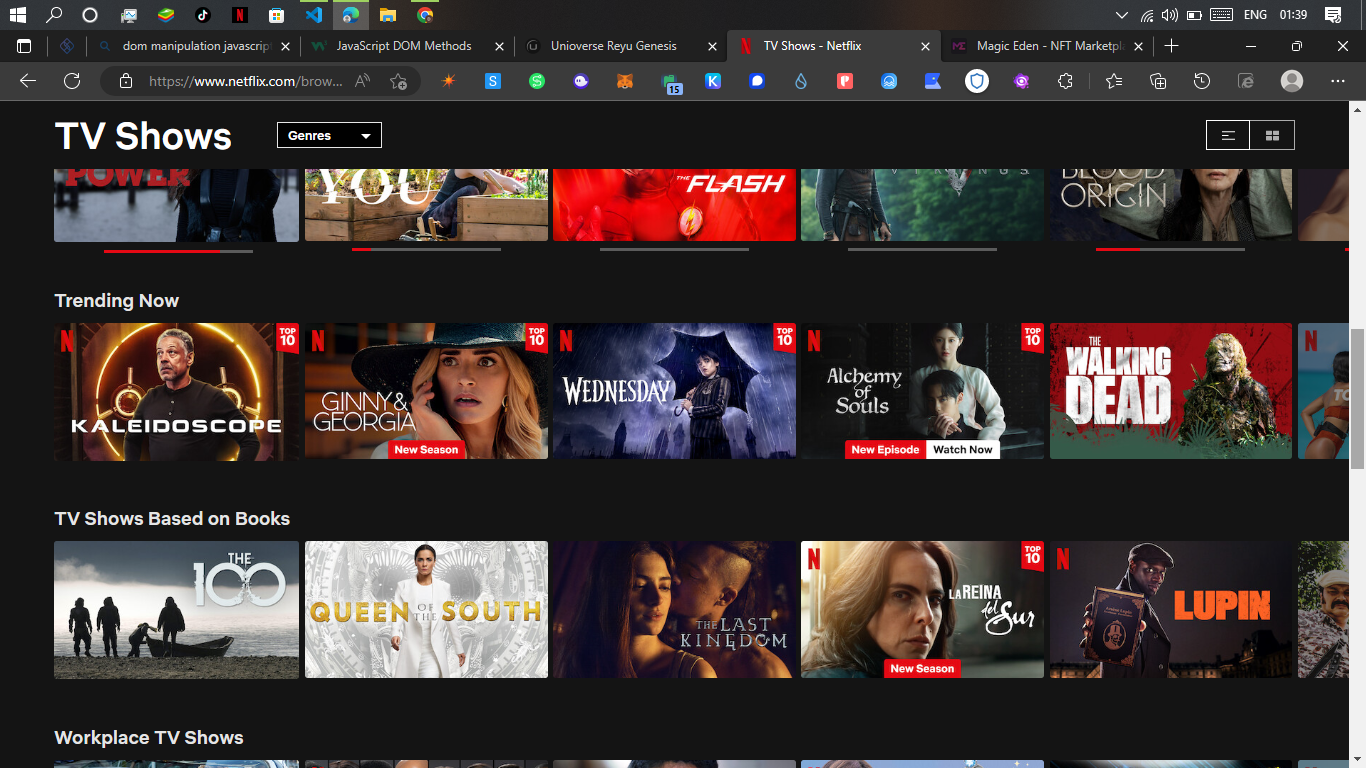 ENG
01:39
dom manipulation javascrip
JavaScript DOM Methods
Unioverse Reyu Genesis
TV Shows - Netflix
Magic Eden - NFT Marketpl
https://www.netflix.com/brow...
15
TV Shows
Genres
POWER
YOU
THE FLASH
VIKINGS
BLOOD
ORIGIN
Trending Now
N
TOP
10
KALEIDOSCOPE
N
TOP
10
GINNY &
GEORGIA
New Season
N
TOP
10
WEDNESDAY
N
TOP
10
Alchemy
of
Souls
New Episode
Watch Now
THE
WALKING
DEAD
N
TV Shows Based on Books
THE
100
QUEEN OF THE SOUTH
THE LAST
KINGDOM
N
TOP
10
LA REINA
del
Sur
New Season
N
LUPIN
Workplace TV Shows